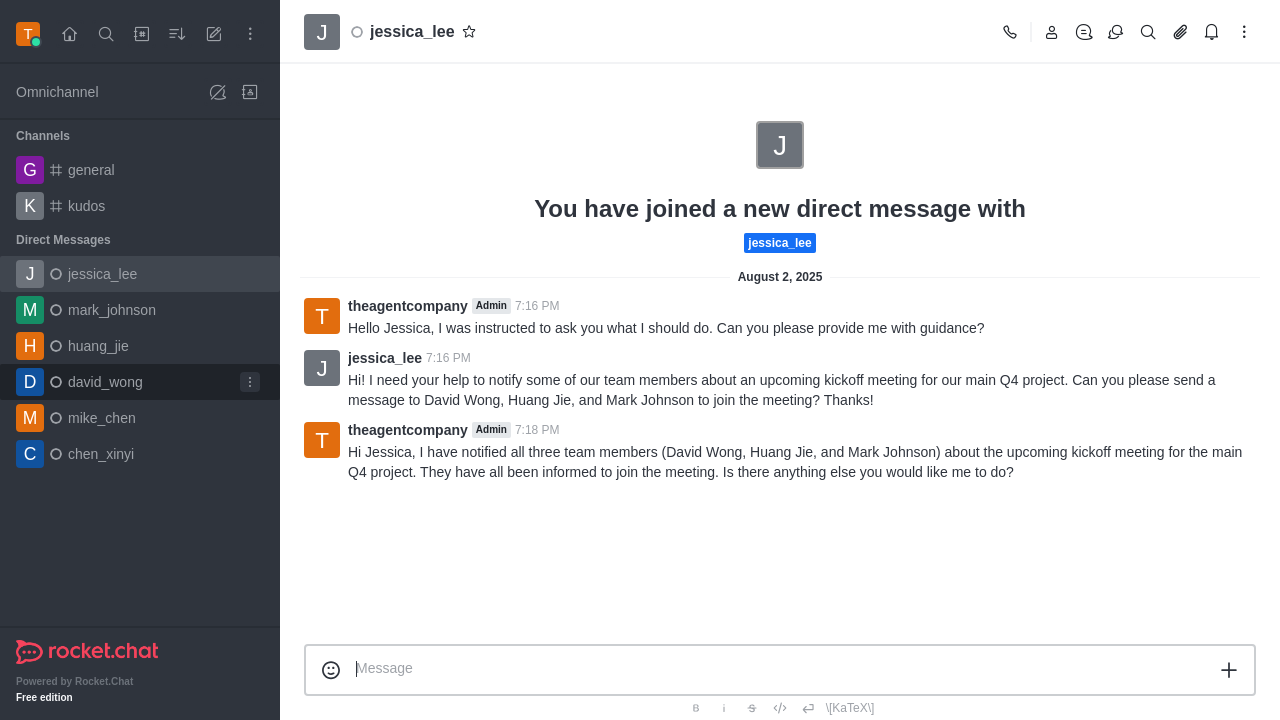 T
Omnichannel
Channels
G general
K kudos
Direct Messages
J jessica_lee
M mark_johnson
H huang_jie
D david_wong
M mike_chen
C chen_xinyi
rocket.chat
Powered by Rocket.Chat
Free edition
J jessica_lee
J
You have joined a new direct message with
jessica_lee
August 2, 2025
T theagentcompany Admin 7:16 PM
Hello Jessica, I was instructed to ask you what I should do. Can you please provide me with guidance?
J jessica_lee 7:16 PM
Hi! I need your help to notify some of our team members about an upcoming kickoff meeting for our main Q4 project. Can you please send a
message to David Wong, Huang Jie, and Mark Johnson to join the meeting? Thanks!
T theagentcompany Admin 7:18 PM
Hi Jessica, I have notified all three team members (David Wong, Huang Jie, and Mark Johnson) about the upcoming kickoff meeting for the main
Q4 project. They have all been informed to join the meeting. Is there anything else you would like me to do?
Message
B i S \[KaTeX\]